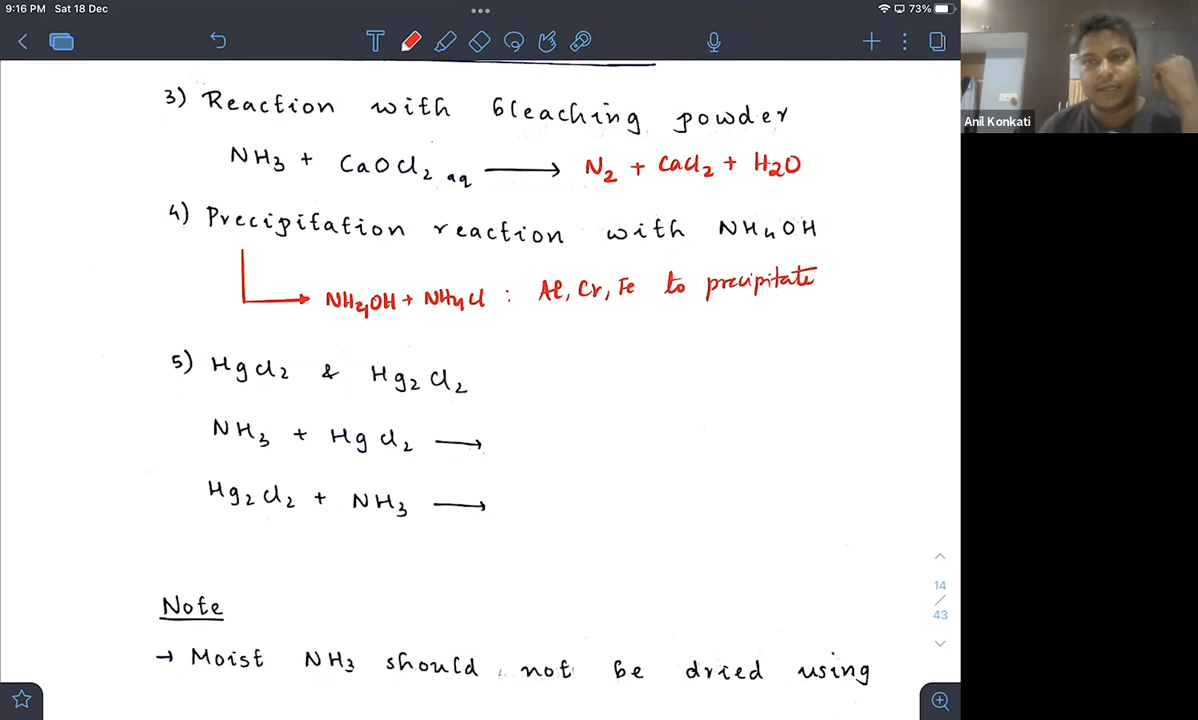 9:16 PM Sat 18 Dec
73%
Anil Konkati
3) Reaction with bleaching powder
NH3 + CaOCl2 aq ⟶ N2 + CaCl2 + H2O
4) Precipitation reaction with NH4OH
NH4OH + NH4Cl : Al, Cr, Fe to precipitate
5) HgCl2 & Hg2Cl2
NH3 + HgCl2 ⟶
Hg2Cl2 + NH3 ⟶
14
/
43
Note
→ Moist NH3 should not be dried using